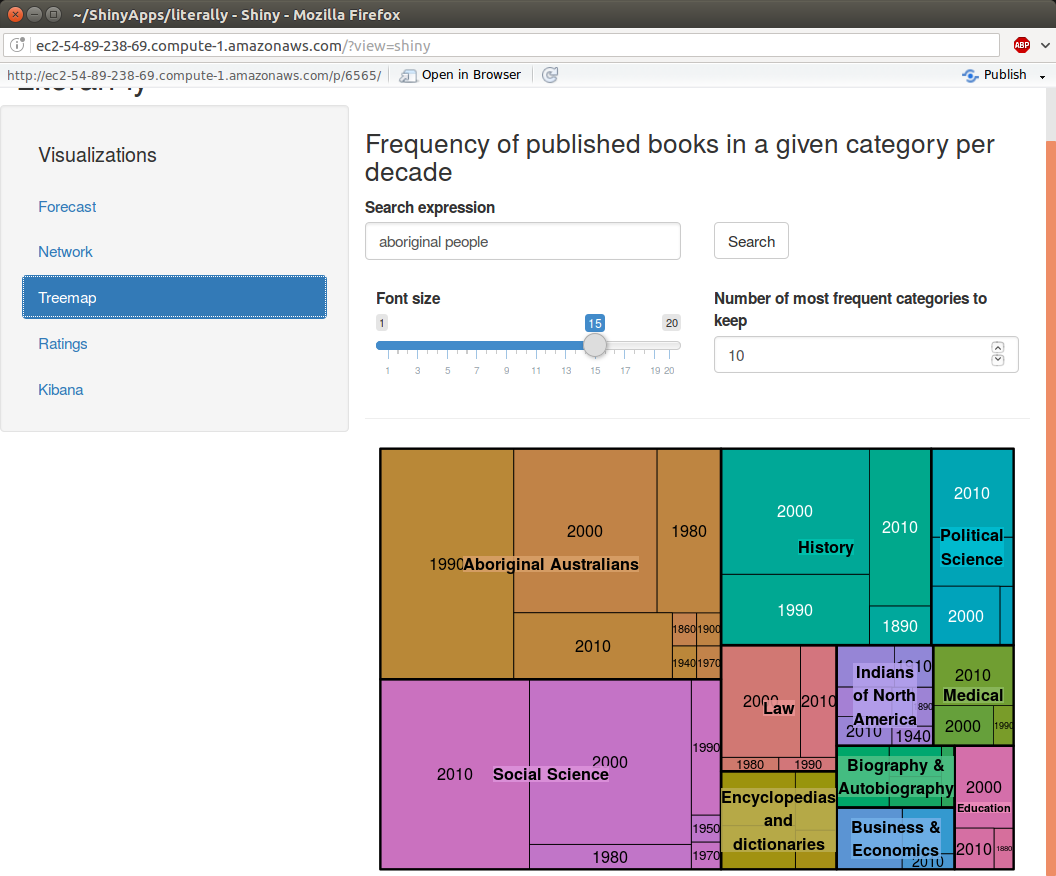 ~/ShinyApps/literally - Shiny - Mozilla Firefox
ec2-54-89-238-69.compute-1.amazonaws.com/?view=shiny
ABP
http://ec2-54-89-238-69.compute-1.amazonaws.com/p/6565/
Open in Browser
Publish
Visualizations
Forecast
Network
Treemap
Ratings
Kibana
Frequency of published books in a given category per
decade
Search expression
aboriginal people
Search
Font size
1
15
20
1 3 5 7 9 11 13 15 17 19 20
Number of most frequent categories to
keep
10
1990
2000
1980
Aboriginal Australians
2010
1860
1900
1940
1970
2010
2000
1990
Social Science
1950
1980
1970
2000
2010
History
1990
1890
2010
Political
Science
2000
2000
2010
Law
1980
1990
Indians
of North
America
2010
1940
2010
Medical
2000
1990
Encyclopedias
and
dictionaries
Biography &
Autobiography
Business &
Economics
2010
2000
Education
2010
1880